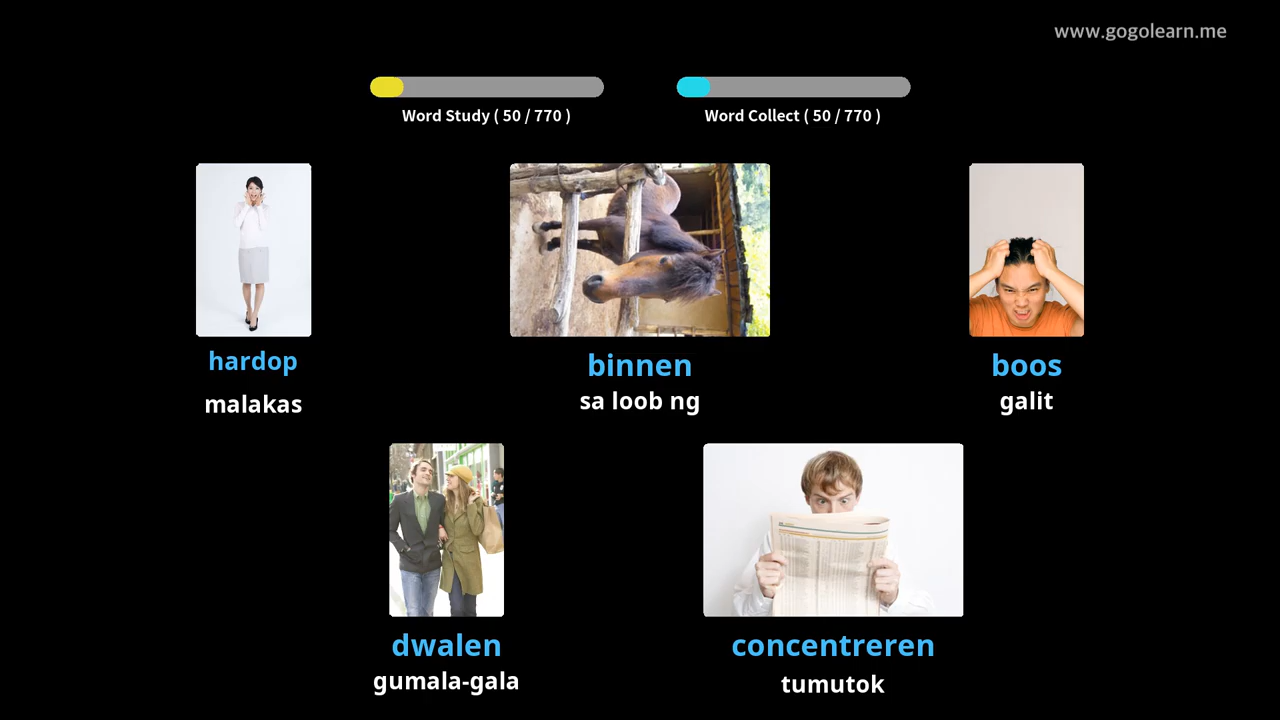 www.gogolearn.me
Word Study ( 50 / 770 )
Word Collect ( 50 / 770 )
hardop
malakas
binnen
sa loob ng
boos
galit
dwalen
gumala-gala
concentreren
tumutok